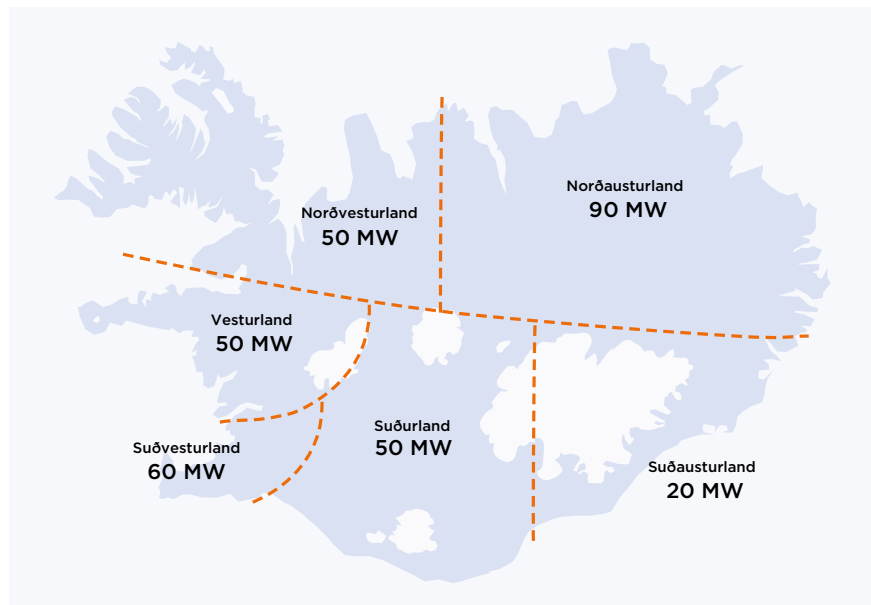 Norðausturland
90 MW
Norðvesturland
50 MW
Vesturland
50 MW
Suðurland
50 MW
Suðvesturland
60 MW
Suðausturland
20 MW